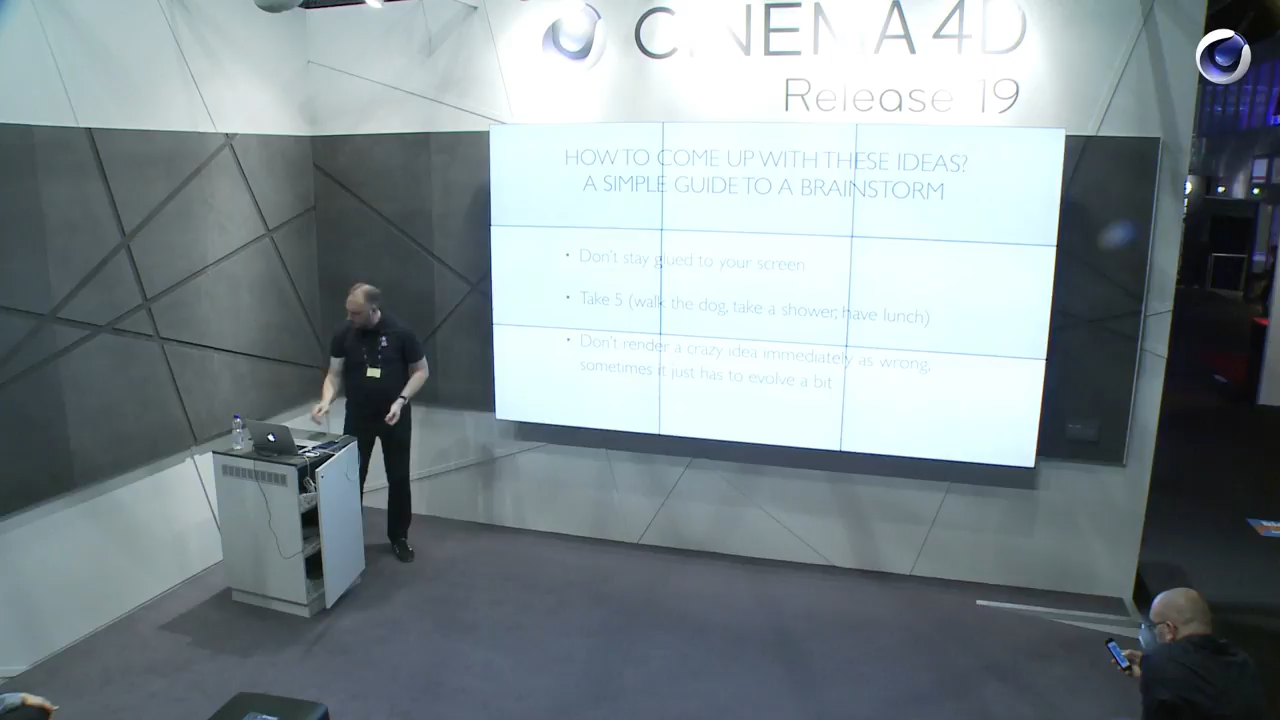 CINEMA 4D
Release 19
HOW TO COME UP WITH THESE IDEAS?
A SIMPLE GUIDE TO A BRAINSTORM
• Don't stay glued to your screen
• Take 5 (walk the dog, take a shower, have lunch)
• Don't render a crazy idea immediately as wrong,
sometimes it just has to evolve a bit